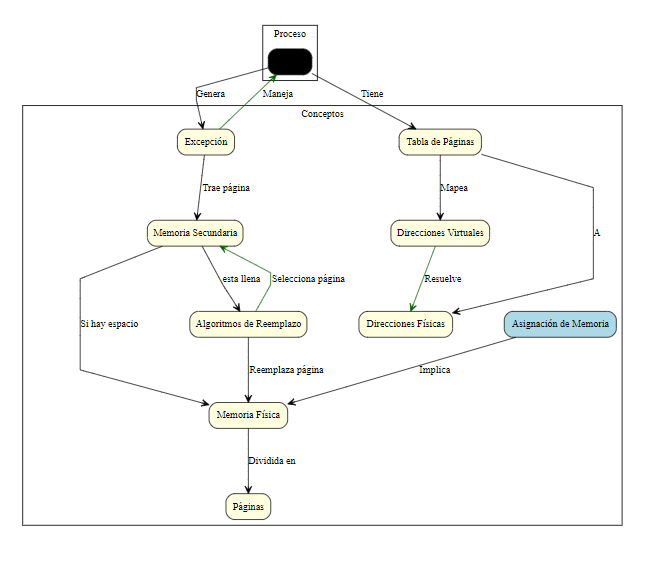 Proceso
Genera
Maneja
Tiene
Conceptos
Excepción
Tabla de Páginas
Trae página
Mapea
Memoria Secundaria
Direcciones Virtuales
A
esta llena
Selecciona página
Resuelve
Si hay espacio
Algoritmos de Reemplazo
Direcciones Físicas
Asignación de Memoria
Reemplaza página
Implica
Memoria Física
Dividida en
Páginas